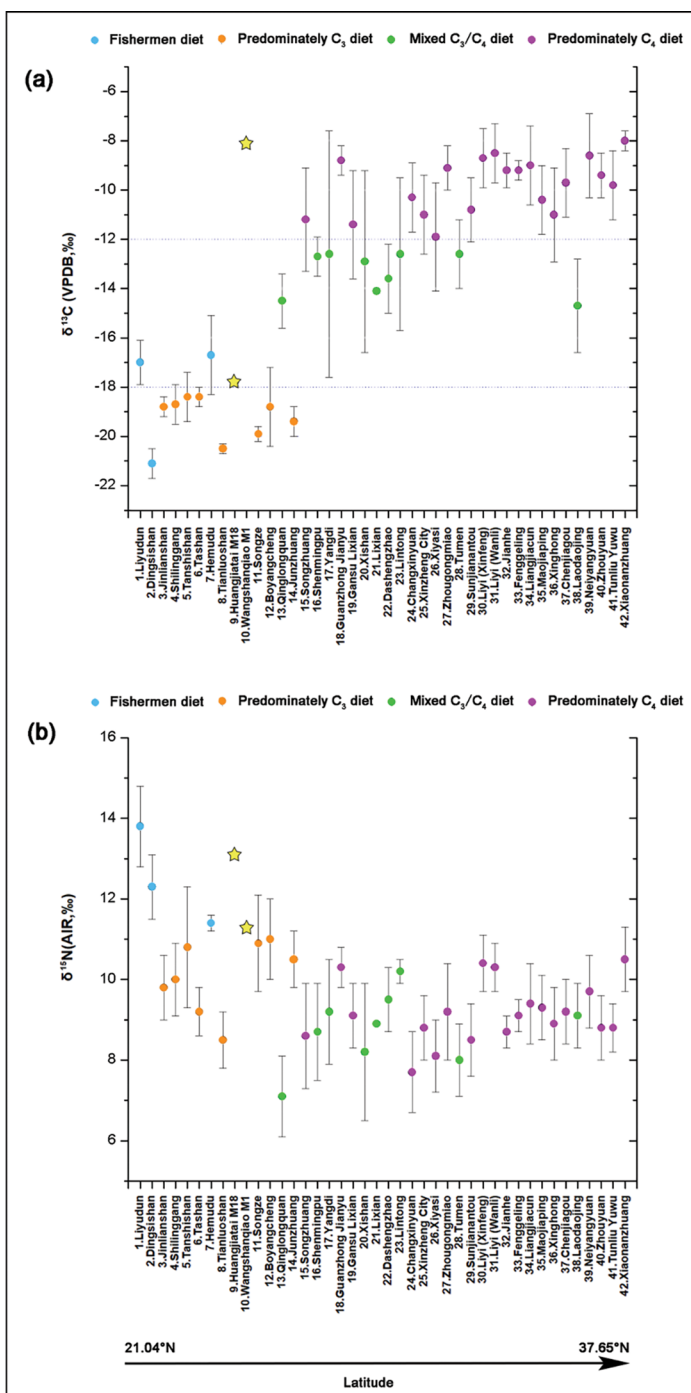 Fishermen diet Predominately C₃ diet Mixed C₃/C₄ diet Predominately C₄ diet
(a)
-6
-8
-10
-12
-14
-16
-18
-20
-22
δ¹³C (VPDB,‰)
1.Liyudun
2.Dingsishan
3.Jinlianshan
4.Shilinggang
5.Tanshishan
6.Tashan
7.Hemudu
8.Tianluoshan
9.Huangjiatai M18
10.Wangshanqiao M1
11.Songze
12.Boyangcheng
13.Qinglongquan
14.Junzhuang
15.Songzhuang
16.Shenmingpu
17.Yangdi
18.Guanzhong Jianyu
19.Gansu Lixian
20.Xishan
21.Lixian
22.Dashengzhao
23.Lintong
24.Changxinyuan
25.Xinzheng City
26.Xiyasi
27.Zhougongmiao
28.Tumen
29.Sunjianantou
30.Liyi (Xinfeng)
31.Liyi (Wanli)
32.Jianhe
33.Fenggeling
34.Liangjiacun
35.Maojiaping
36.Xinghong
37.Chenjiagou
38.Laodaojing
39.Neiyangyuan
40.Zhouyuan
41.Tunliu Yuwu
42.Xiaonanzhuang
Fishermen diet Predominately C₃ diet Mixed C₃/C₄ diet Predominately C₄ diet
(b)
16
14
12
10
8
6
δ¹⁵N(AIR,‰)
1.Liyudun
2.Dingsishan
3.Jinlianshan
4.Shilinggang
5.Tanshishan
6.Tashan
7.Hemudu
8.Tianluoshan
9.Huangjiatai M18
10.Wangshanqiao M1
11.Songze
12.Boyangcheng
13.Qinglongquan
14.Junzhuang
15.Songzhuang
16.Shenmingpu
17.Yangdi
18.Guanzhong Jianyu
19.Gansu Lixian
20.Xishan
21.Lixian
22.Dashengzhao
23.Lintong
24.Changxinyuan
25.Xinzheng City
26.Xiyasi
27.Zhougongmiao
28.Tumen
29.Sunjianantou
30.Liyi (Xinfeng)
31.Liyi (Wanli)
32.Jianhe
33.Fenggeling
34.Liangjiacun
35.Maojiaping
36.Xinghong
37.Chenjiagou
38.Laodaojing
39.Neiyangyuan
40.Zhouyuan
41.Tunliu Yuwu
42.Xiaonanzhuang
21.04°N 37.65°N
Latitude